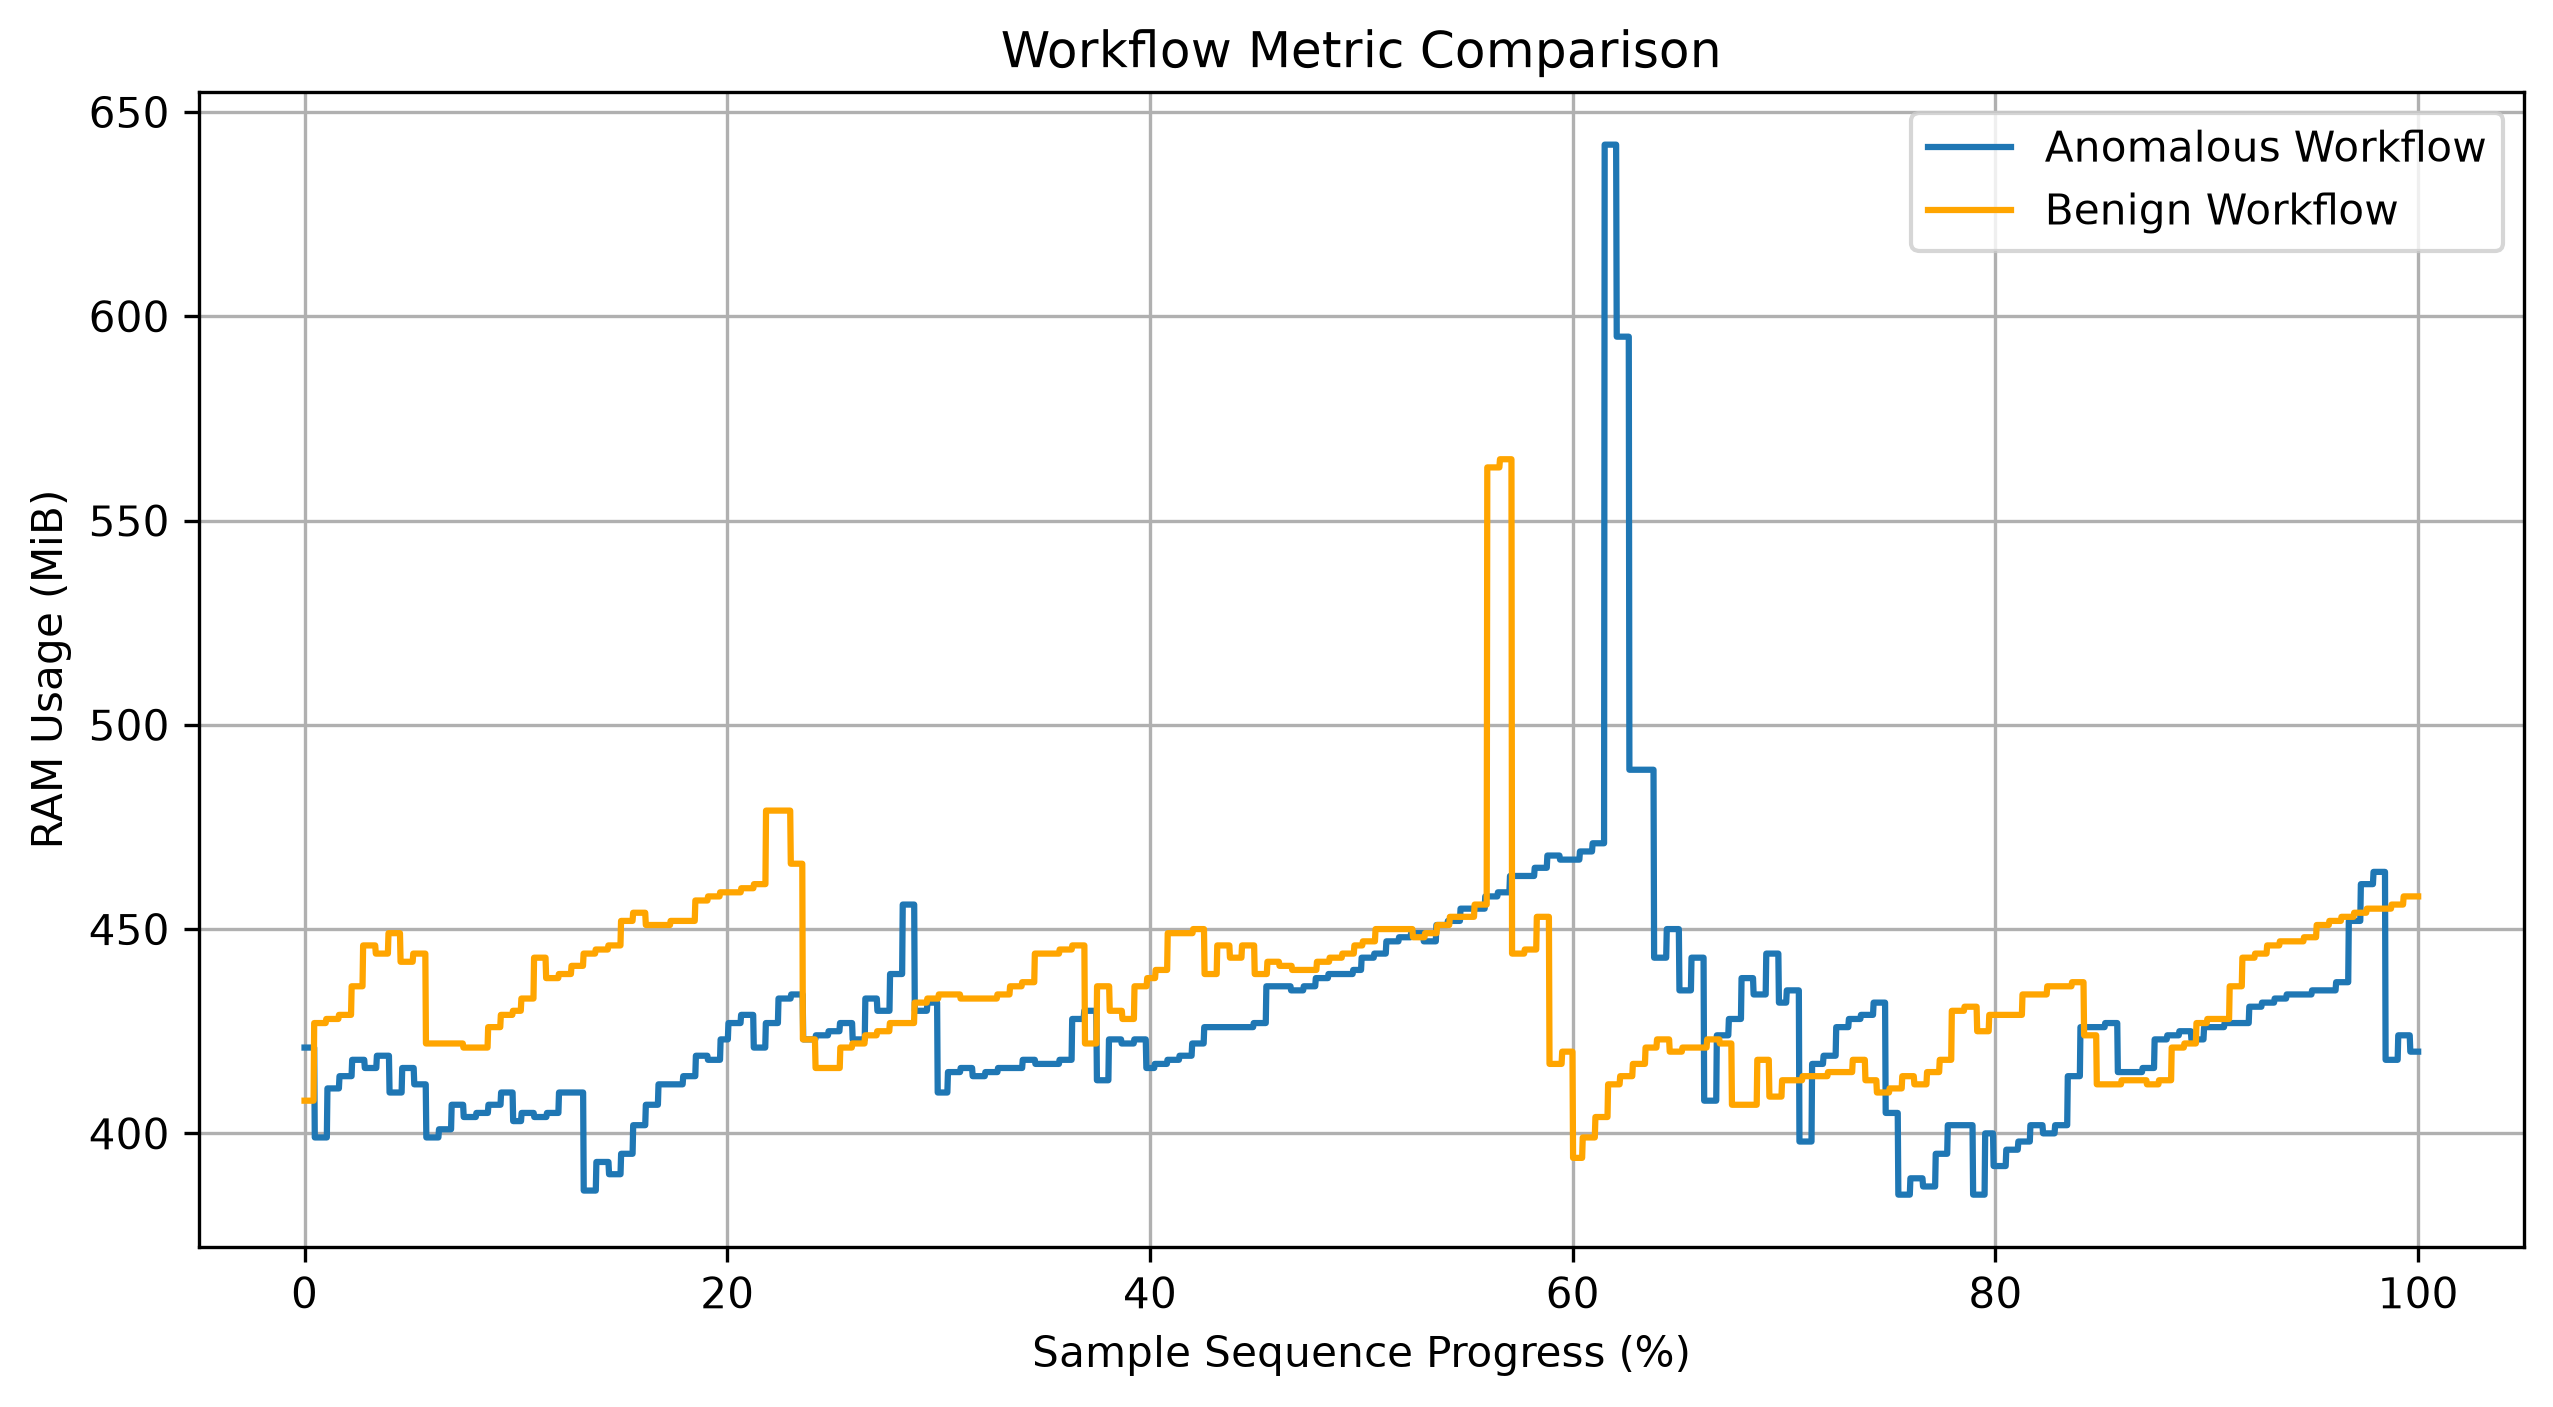 Workflow Metric Comparison
Anomalous Workflow
Benign Workflow
RAM Usage (MiB)
650
600
550
500
450
400
0 20 40 60 80 100
Sample Sequence Progress (%)